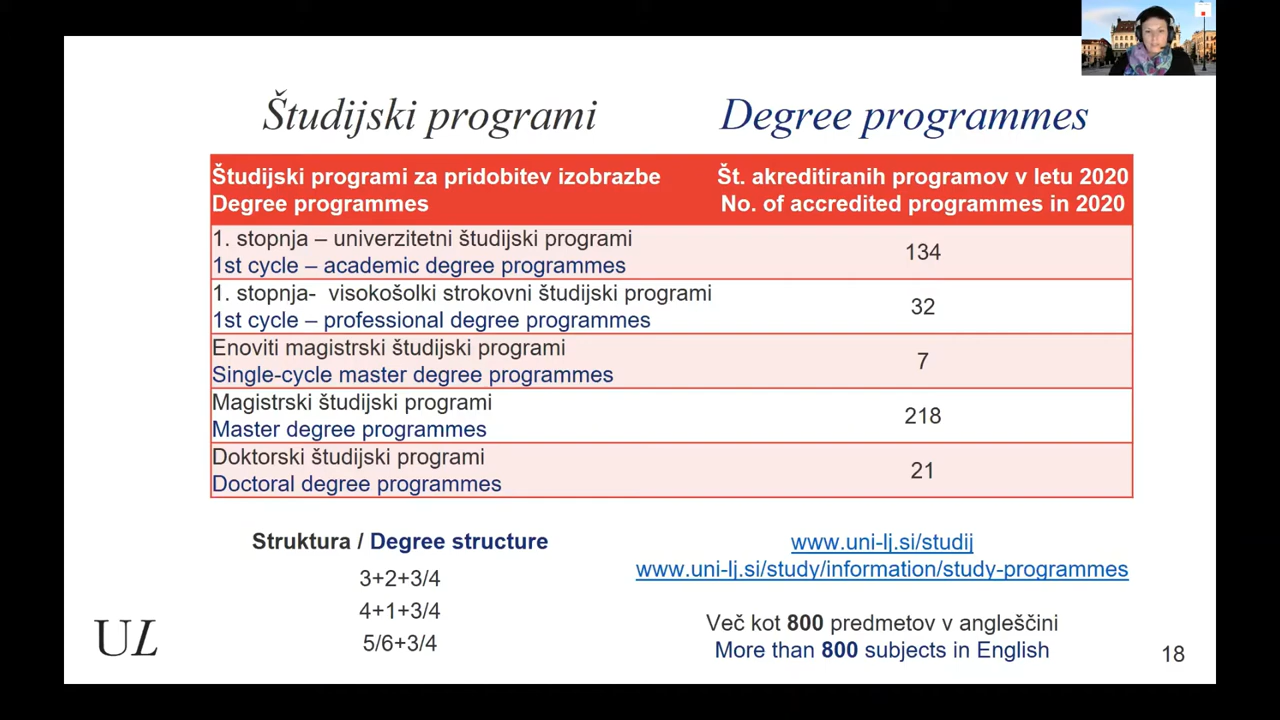 Študijski programi
Degree programmes
Študijski programi za pridobitev izobrazbe
Degree programmes
Št. akreditiranih programov v letu 2020
No. of accredited programmes in 2020
1. stopnja – univerzitetni študijski programi
1st cycle – academic degree programmes
134
1. stopnja- visokošolki strokovni študijski programi
1st cycle – professional degree programmes
32
Enoviti magistrski študijski programi
Single-cycle master degree programmes
7
Magistrski študijski programi
Master degree programmes
218
Doktorski študijski programi
Doctoral degree programmes
21
Struktura / Degree structure
3+2+3/4
4+1+3/4
5/6+3/4
www.uni-lj.si/studij
www.uni-lj.si/study/information/study-programmes
Več kot 800 predmetov v angleščini
More than 800 subjects in English
UL
18